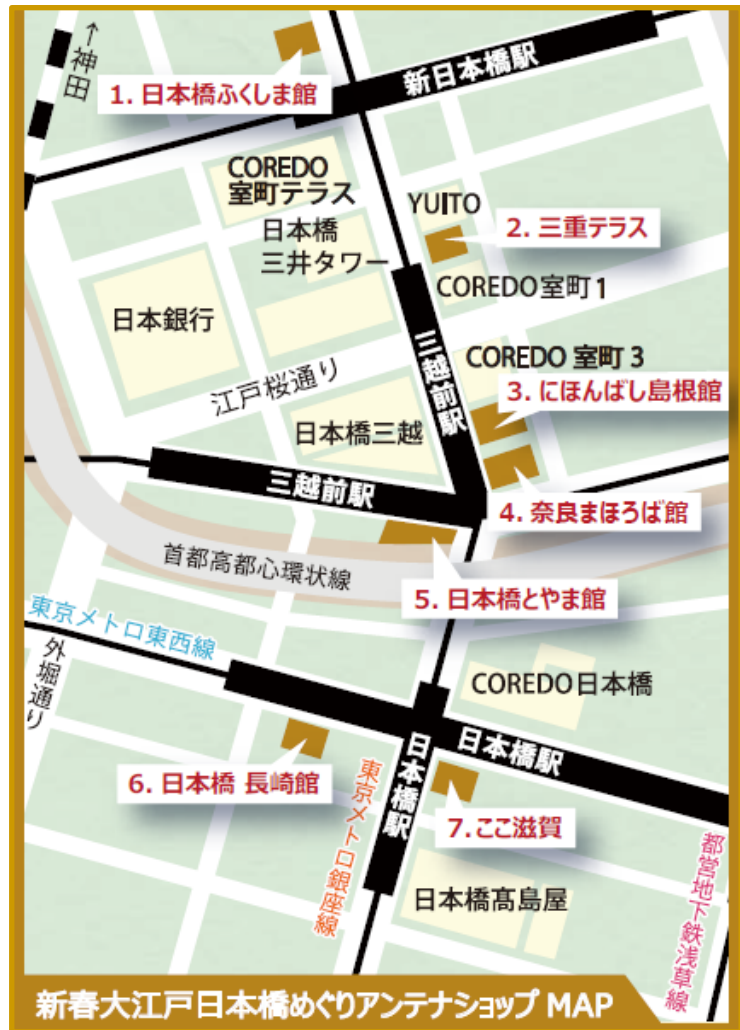 ←神田
新日本橋駅
1. 日本橋ふくしま館
COREDO
室町テラス
YUITO
2. 三重テラス
日本橋
三井タワー
COREDO室町1
日本銀行
三越前駅
COREDO 室町 3
江戸桜通り
3. にほんばし島根館
日本橋三越
三越前駅
4. 奈良まほろば館
首都高都心環状線
5. 日本橋とやま館
東京メトロ東西線
外堀通り
COREDO日本橋
日本橋駅
日本橋駅
6. 日本橋 長崎館
東京メトロ銀座線
7. ここ滋賀
都営地下鉄浅草線
日本橋髙島屋
新春大江戸日本橋めぐりアンテナショップ MAP